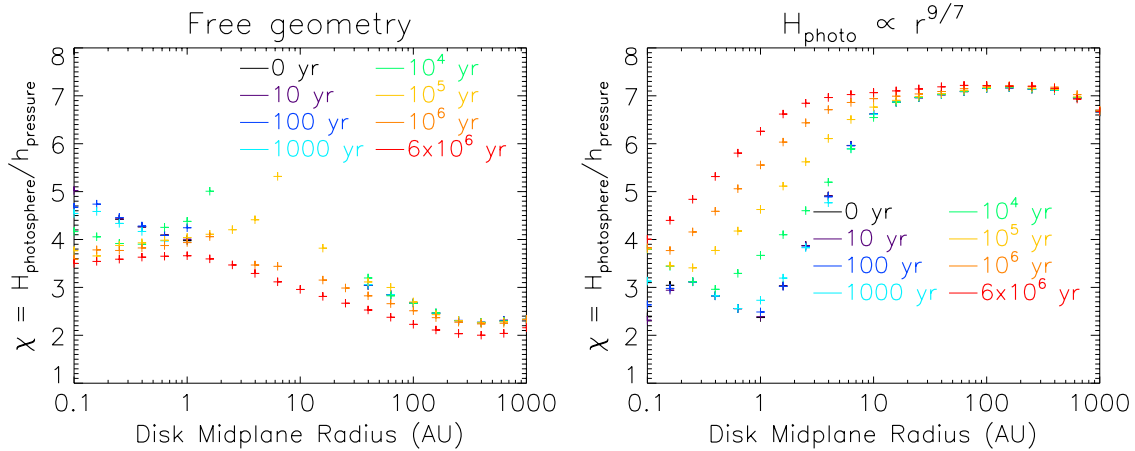 Free geometry
8
7
6
5
4
3
2
1
χ = H_photosphere/h_pressure
0 yr
10 yr
100 yr
1000 yr
10⁴ yr
10⁵ yr
10⁶ yr
6x10⁶ yr
0.1 1 10 100 1000
Disk Midplane Radius (AU)
H_photo ∝ r^9/7
8
7
6
5
4
3
2
1
χ = H_photosphere/h_pressure
0 yr
10 yr
100 yr
1000 yr
10⁴ yr
10⁵ yr
10⁶ yr
6x10⁶ yr
0.1 1 10 100 1000
Disk Midplane Radius (AU)